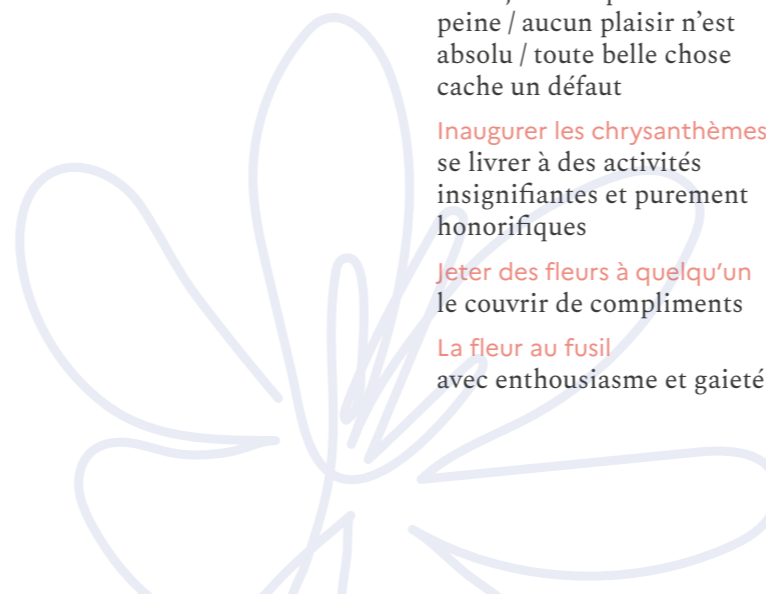 peine / aucun plaisir n’est
absolu / toute belle chose
cache un défaut
Inaugurer les chrysanthèmes
se livrer à des activités
insignifiantes et purement
honorifiques
Jeter des fleurs à quelqu’un
le couvrir de compliments
La fleur au fusil
avec enthousiasme et gaieté